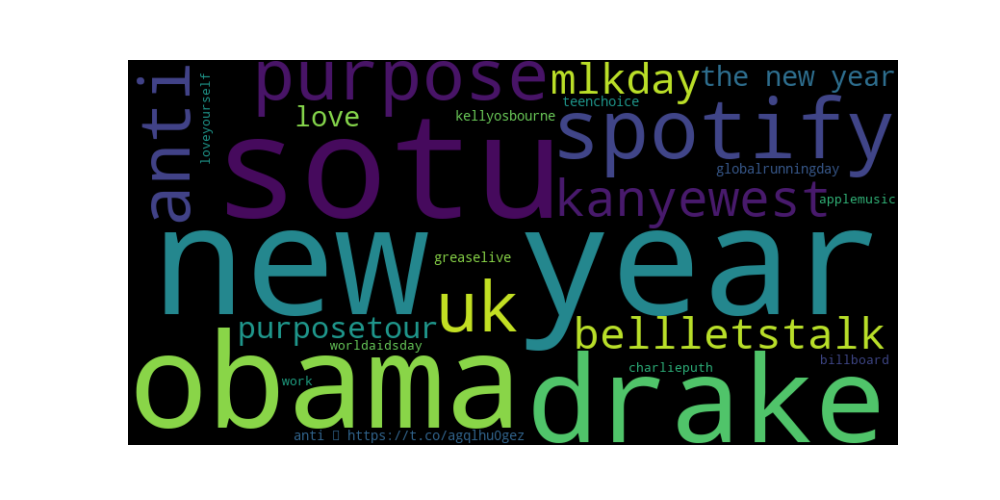 purpose
mlkday
the new year
anti
loveyourself
love
kellyosbourne
teenchoice
spotify
sotu
globalrunningday
kanyewest
applemusic
new year
greaselive
uk
purposetour
bellletstalk
worldaidsday
obama
drake
charlieputh
billboard
work
anti ▯ https://t.co/agqlhu0gez